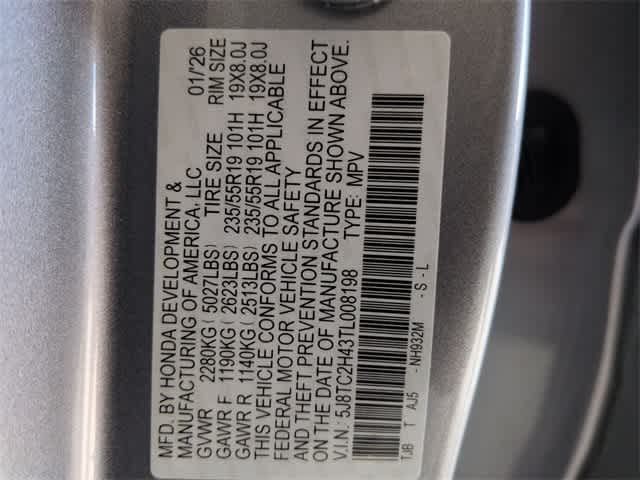 MFD. BY HONDA DEVELOPMENT & 01/'26
MANUFACTURING OF AMERICA, LLC
GVWR 2280KG ( 5027LBS) TIRE SIZE RIM SIZE
GAWR F 1190KG ( 2623LBS) 235/55R19 101H 19X8.0J
GAWR R 1140KG ( 2513LBS) 235/55R19 101H 19X8.0J
THIS VEHICLE CONFORMS TO ALL APPLICABLE
FEDERAL MOTOR VEHICLE SAFETY
AND THEFT PREVENTION STANDARDS IN EFFECT
ON THE DATE OF MANUFACTURE SHOWN ABOVE.
V.I.N.: 5J8TC2H43TL008198 TYPE: MPV
TJB T AJ5 - NH932M - S - L